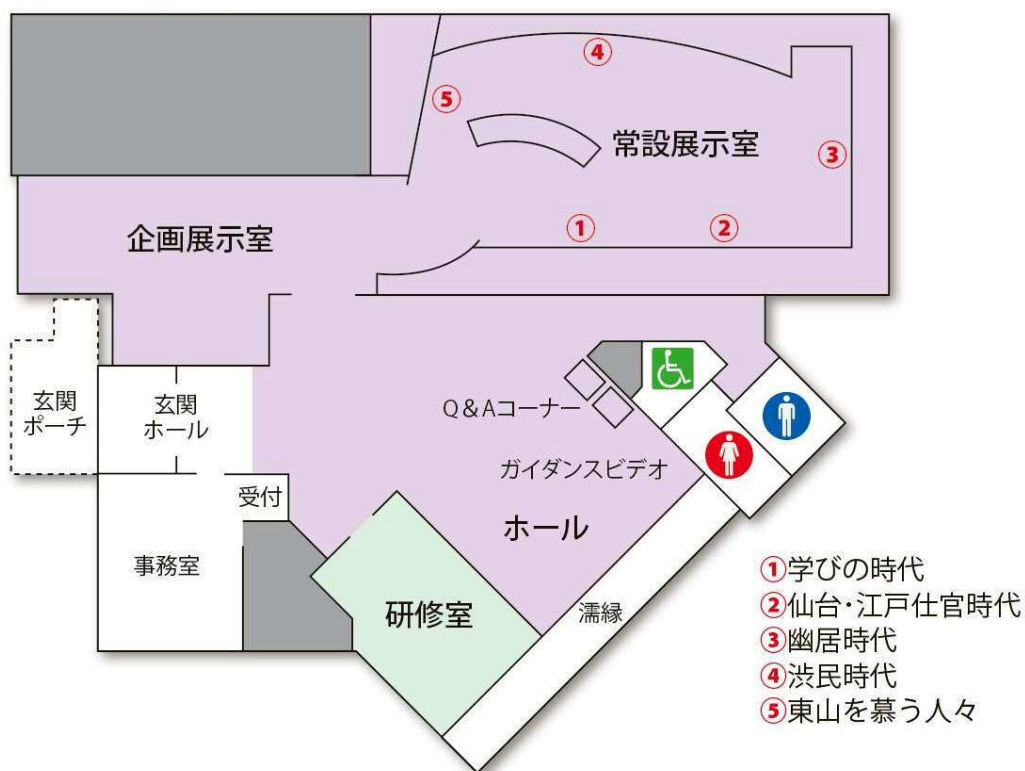 ④
⑤
常設展示室
③
①
②
企画展示室
玄関
ポーチ
玄関
ホール
Q&Aコーナー
ガイダンスビデオ
受付
ホール
事務室
研修室
濡縁
①学びの時代
②仙台・江戸仕官時代
③幽居時代
④渋民時代
⑤東山を慕う人々